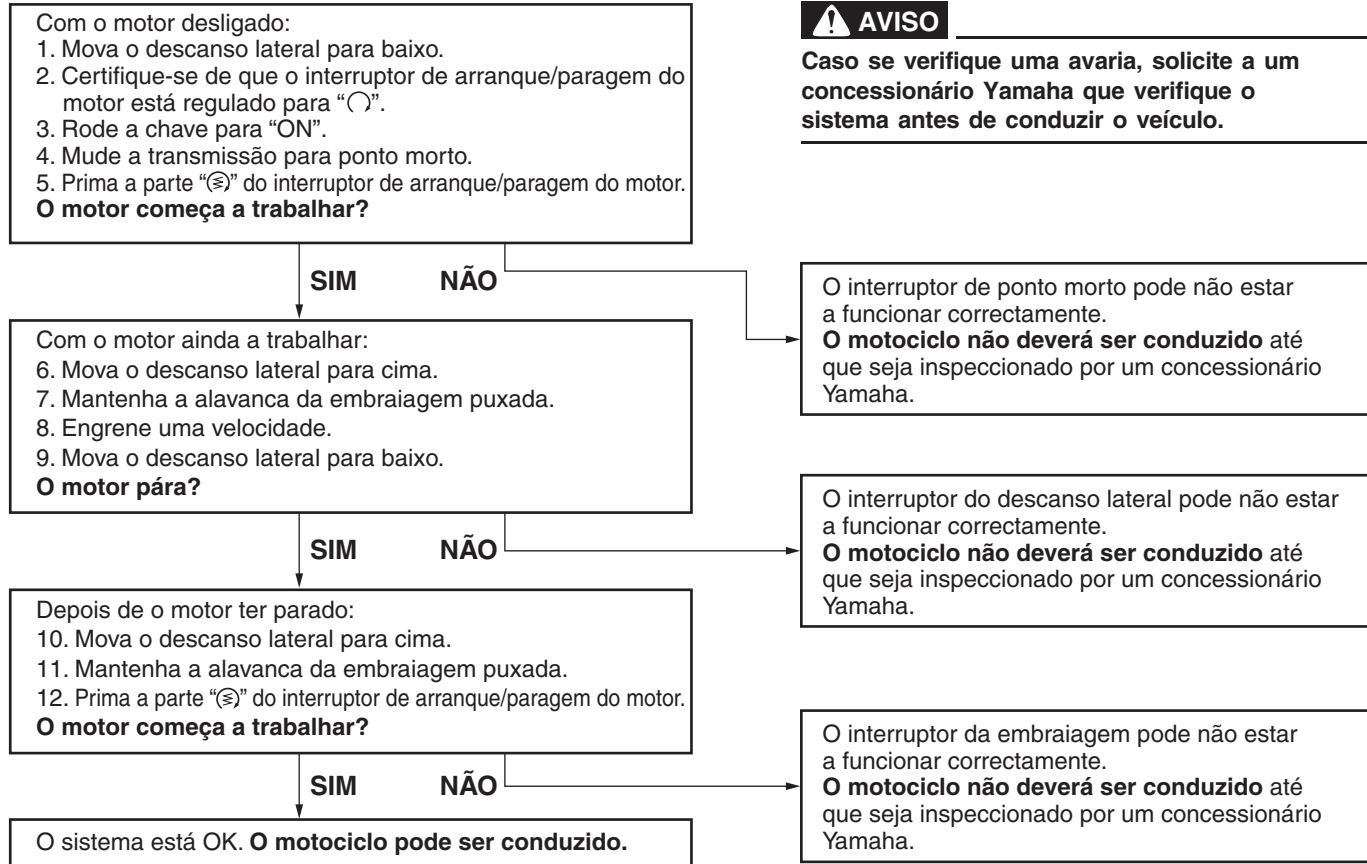 Com o motor desligado:
1. Mova o descanso lateral para baixo.
2. Certifique-se de que o interruptor de arranque/paragem do
motor está regulado para “○”.
3. Rode a chave para “ON”.
4. Mude a transmissão para ponto morto.
5. Prima a parte “Ⓢ” do interruptor de arranque/paragem do motor.
O motor começa a trabalhar?
AVISO
Caso se verifique uma avaria, solicite a um
concessionário Yamaha que verifique o
sistema antes de conduzir o veículo.
SIM NÃO
O interruptor de ponto morto pode não estar
a funcionar correctamente.
O motociclo não deverá ser conduzido até
que seja inspeccionado por um concessionário
Yamaha.
Com o motor ainda a trabalhar:
6. Mova o descanso lateral para cima.
7. Mantenha a alavanca da embraiagem puxada.
8. Engrene uma velocidade.
9. Mova o descanso lateral para baixo.
O motor pára?
SIM NÃO
O interruptor do descanso lateral pode não estar
a funcionar correctamente.
O motociclo não deverá ser conduzido até
que seja inspeccionado por um concessionário
Yamaha.
Depois de o motor ter parado:
10. Mova o descanso lateral para cima.
11. Mantenha a alavanca da embraiagem puxada.
12. Prima a parte “Ⓢ” do interruptor de arranque/paragem do motor.
O motor começa a trabalhar?
SIM NÃO
O interruptor da embraiagem pode não estar
a funcionar correctamente.
O motociclo não deverá ser conduzido até
que seja inspeccionado por um concessionário
Yamaha.
O sistema está OK. O motociclo pode ser conduzido.